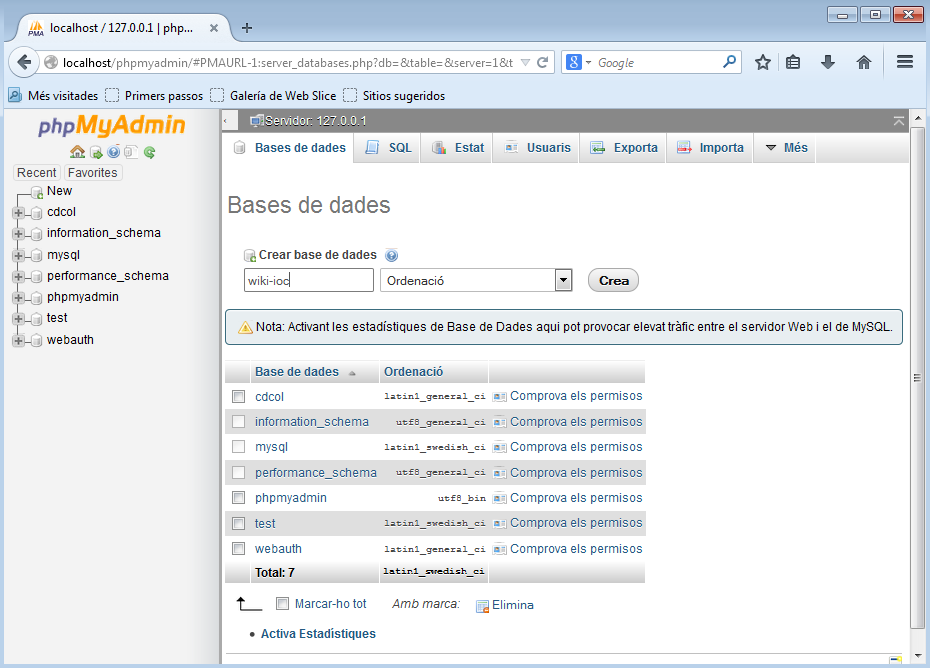 PMA localhost / 127.0.0.1 | php...
localhost/phpmyadmin/#PMAURL-1:server_databases.php?db=&table=&server=1&t
8 Google
Més visitades Primers passos Galería de Web Slice Sitios sugeridos
phpMyAdmin
Recent Favorites
New
cdcol
information_schema
mysql
performance_schema
phpmyadmin
test
webauth
Servidor: 127.0.0.1
Bases de dades SQL Estat Usuaris Exporta Importa Més
Bases de dades
Crear base de dades
wiki-ioc Ordenació Crea
Nota: Activant les estadístiques de Base de Dades aqui pot provocar elevat tràfic entre el servidor Web i el de MySQL.
Base de dades Ordenació
cdcol latin1_general_ci Comprova els permisos
information_schema utf8_general_ci Comprova els permisos
mysql latin1_swedish_ci Comprova els permisos
performance_schema utf8_general_ci Comprova els permisos
phpmyadmin utf8_bin Comprova els permisos
test latin1_swedish_ci Comprova els permisos
webauth latin1_general_ci Comprova els permisos
Total: 7 latin1_swedish_ci
Marcar-ho tot Amb marca: Elimina
Activa Estadístiques